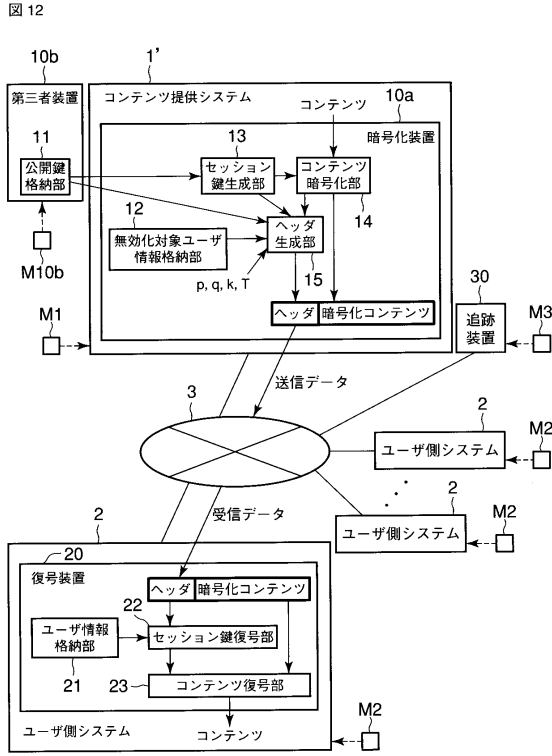 図 12
10b
1’
第三者装置
コンテンツ提供システム
コンテンツ
10a
暗号化装置
11
公開鍵
格納部
13
セッション
鍵生成部
コンテンツ
暗号化部
14
12
無効化対象ユーザ
情報格納部
ヘッダ
生成部
15
p, q, k, T
M10b
ヘッダ
暗号化コンテンツ
M1
30
追跡
装置
M3
送信データ
3
2
ユーザ側システム
M2
2
ユーザ側システム
M2
受信データ
2
20
復号装置
ヘッダ
暗号化コンテンツ
22
ユーザ情報
格納部
21
セッション鍵復号部
23
コンテンツ復号部
ユーザ側システム
コンテンツ
M2